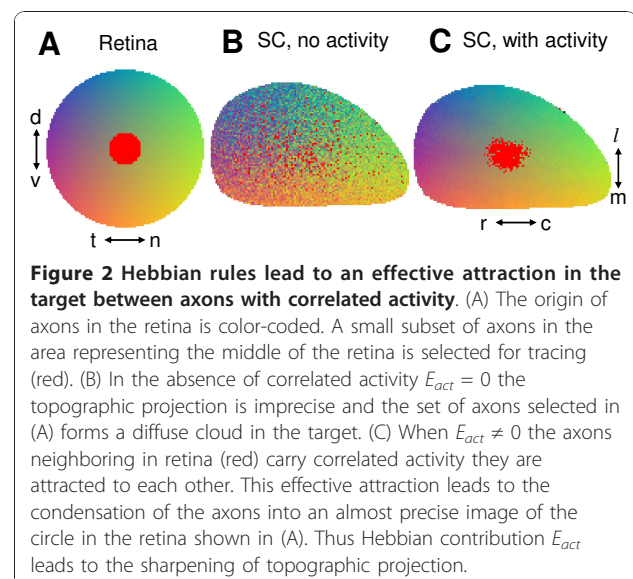 A Retina B SC, no activity C SC, with activity
d
v
t n
l
m
r c
Figure 2 Hebbian rules lead to an effective attraction in the
target between axons with correlated activity. (A) The origin of
axons in the retina is color-coded. A small subset of axons in the
area representing the middle of the retina is selected for tracing
(red). (B) In the absence of correlated activity E_act = 0 the
topographic projection is imprecise and the set of axons selected in
(A) forms a diffuse cloud in the target. (C) When E_act ≠ 0 the axons
neighboring in retina (red) carry correlated activity they are
attracted to each other. This effective attraction leads to the
condensation of the axons into an almost precise image of the
circle in the retina shown in (A). Thus Hebbian contribution E_act
leads to the sharpening of topographic projection.